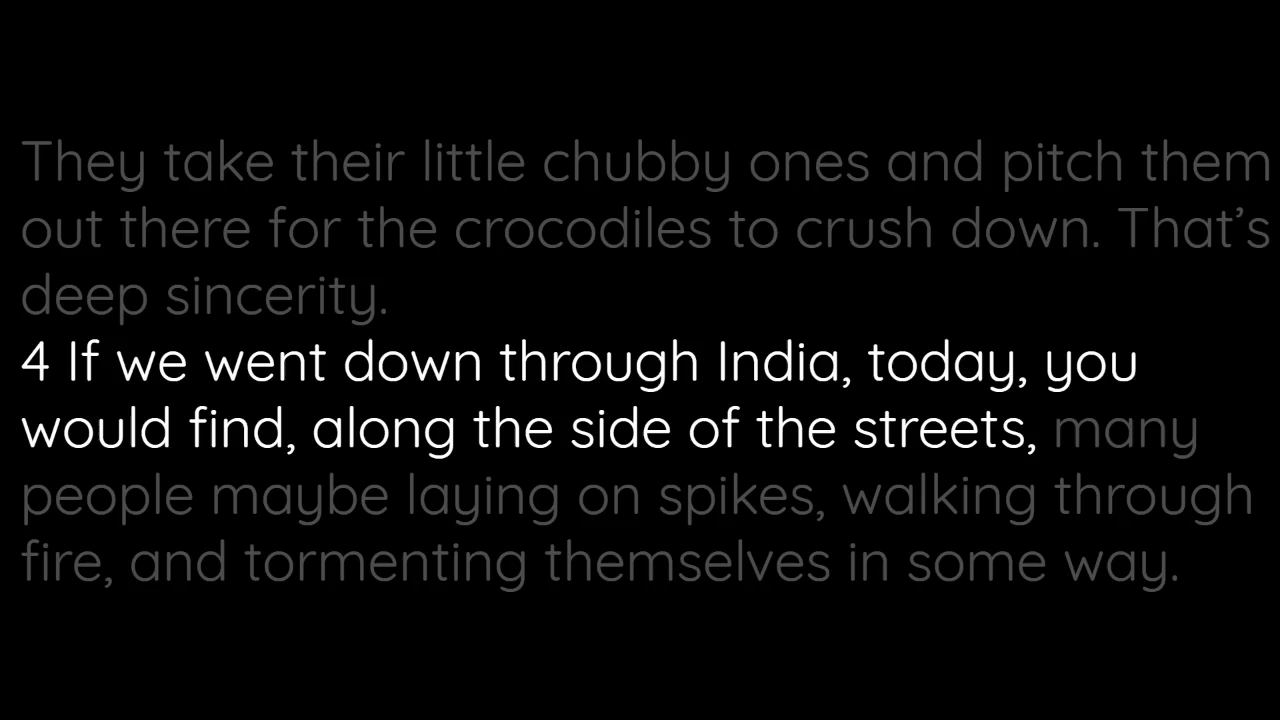 They take their little chubby ones and pitch them
out there for the crocodiles to crush down. That’s
deep sincerity.
4 If we went down through India, today, you
would find, along the side of the streets, many
people maybe laying on spikes, walking through
fire, and tormenting themselves in some way.